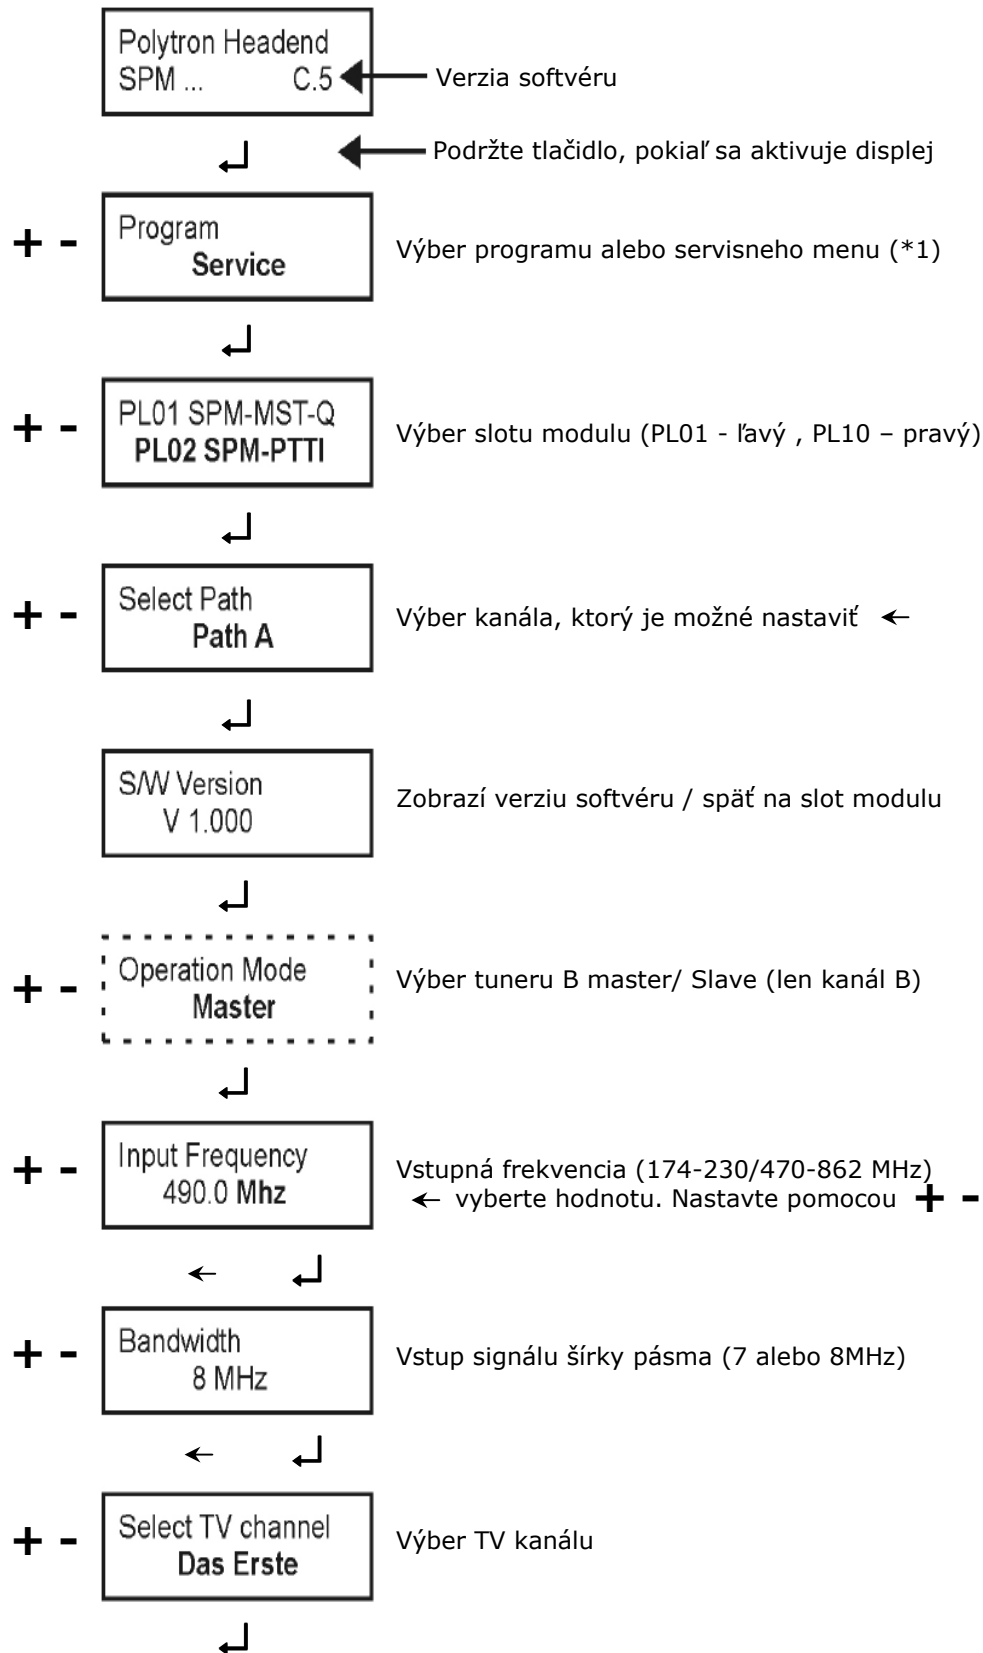 Polytron Headend
SPM ... C.5
Verzia softvéru
Podržte tlačidlo, pokiaľ sa aktivuje displej
+ -
Program
Service
Výber programu alebo servisneho menu (*1)
+ -
PL01 SPM-MST-Q
PL02 SPM-PTTI
Výber slotu modulu (PL01 - ľavý , PL10 – pravý)
+ -
Select Path
Path A
Výber kanála, ktorý je možné nastaviť ←
S/W Version
V 1.000
Zobrazí verziu softvéru / späť na slot modulu
+ -
Operation Mode
Master
Výber tuneru B master/ Slave (len kanál B)
+ -
Input Frequency
490.0 Mhz
Vstupná frekvencia (174-230/470-862 MHz)
← vyberte hodnotu. Nastavte pomocou + -
+ -
Bandwidth
8 MHz
Vstup signálu šírky pásma (7 alebo 8MHz)
+ -
Select TV channel
Das Erste
Výber TV kanálu